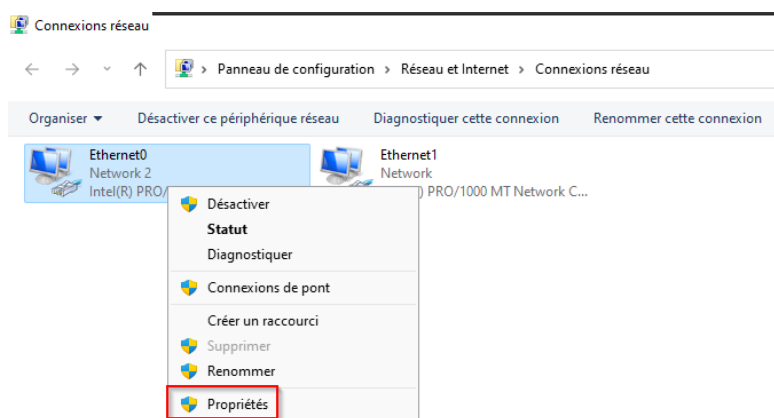 Connexions réseau
Panneau de configuration > Réseau et Internet > Connexions réseau
Organiser Désactiver ce périphérique réseau Diagnostiquer cette connexion Renommer cette connexion
Ethernet0
Network 2
Intel(R) PRO/
Ethernet1
Network
) PRO/1000 MT Network C...
Désactiver
Statut
Diagnostiquer
Connexions de pont
Créer un raccourci
Supprimer
Renommer
Propriétés